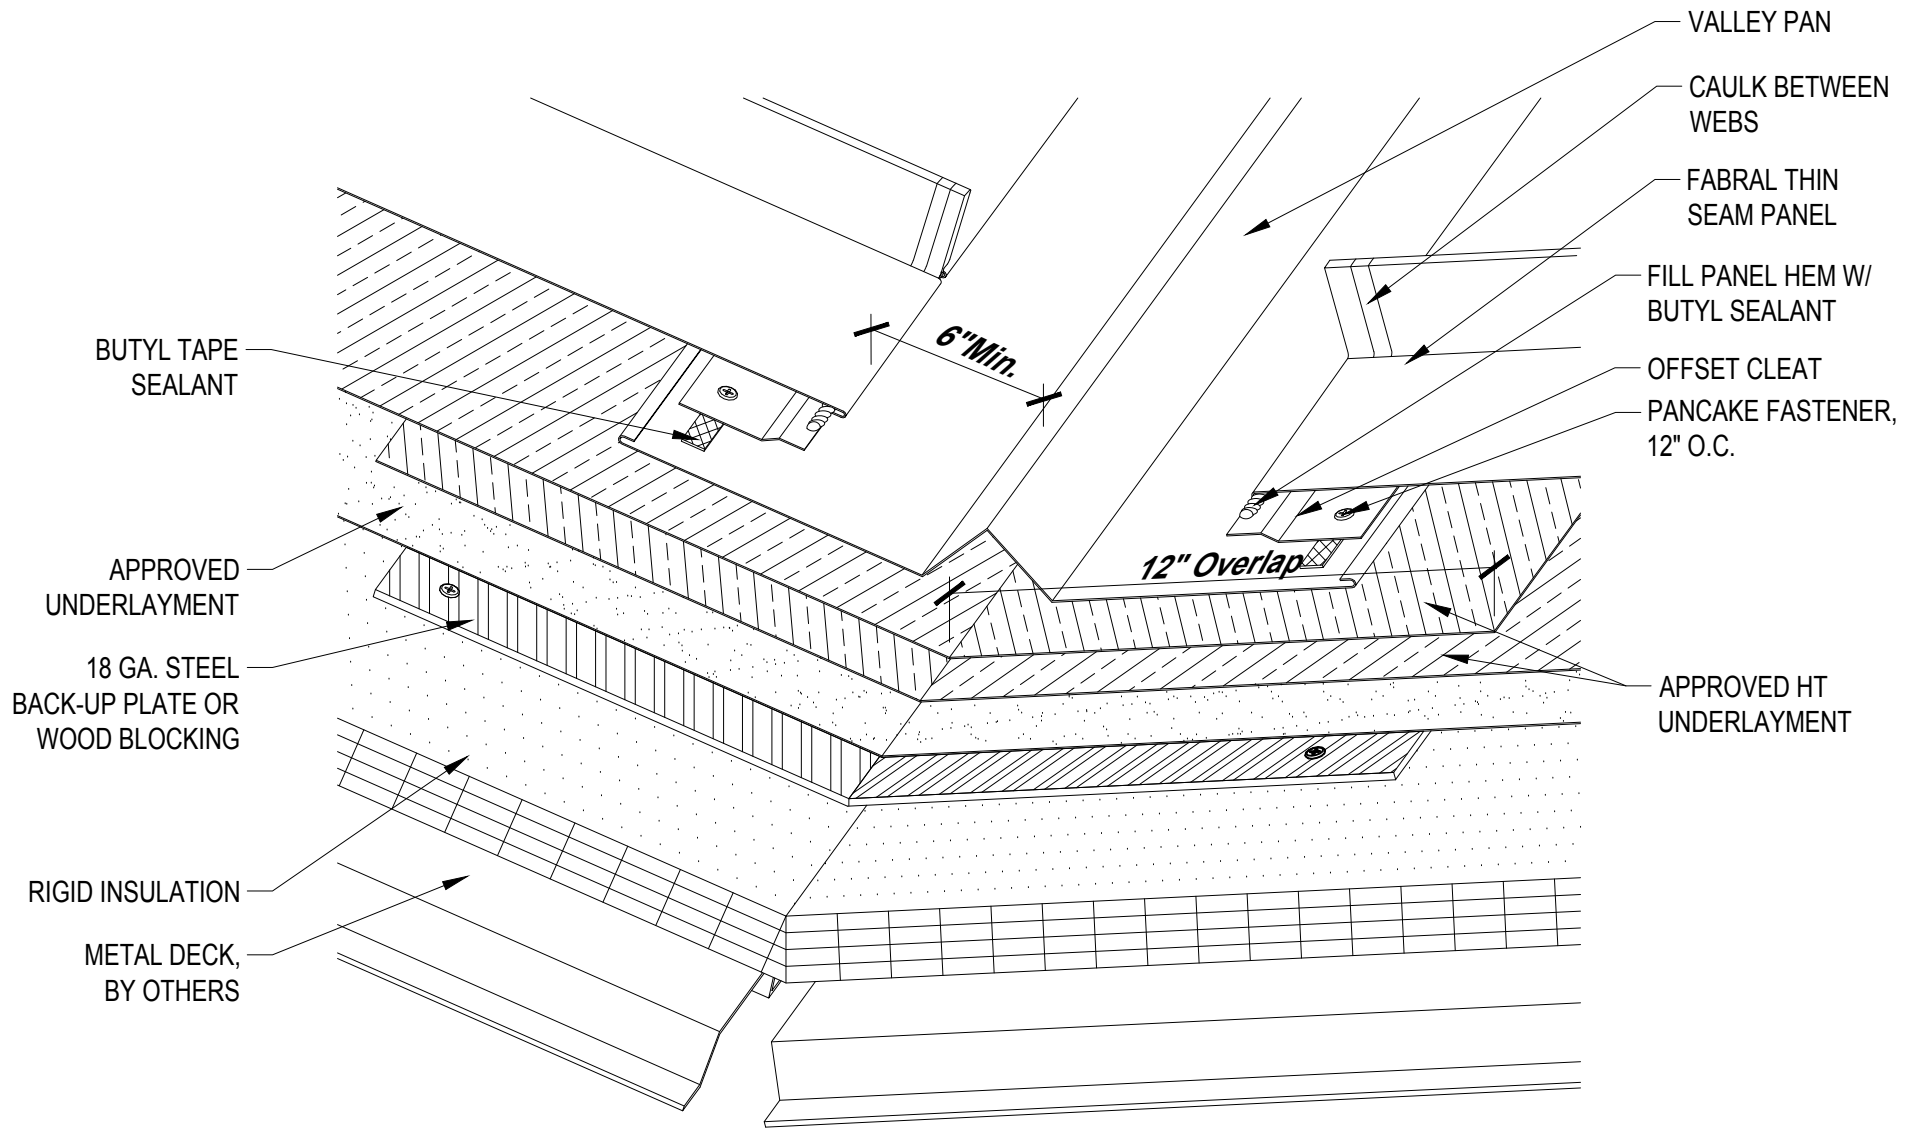 VALLEY PAN
CAULK BETWEEN
WEBS
FABRAL THIN
SEAM PANEL
FILL PANEL HEM W/
BUTYL SEALANT
OFFSET CLEAT
PANCAKE FASTENER,
12" O.C.
6"Min.
12" Overlap
BUTYL TAPE
SEALANT
APPROVED
UNDERLAYMENT
18 GA. STEEL
BACK-UP PLATE OR
WOOD BLOCKING
APPROVED HT
UNDERLAYMENT
RIGID INSULATION
METAL DECK,
BY OTHERS